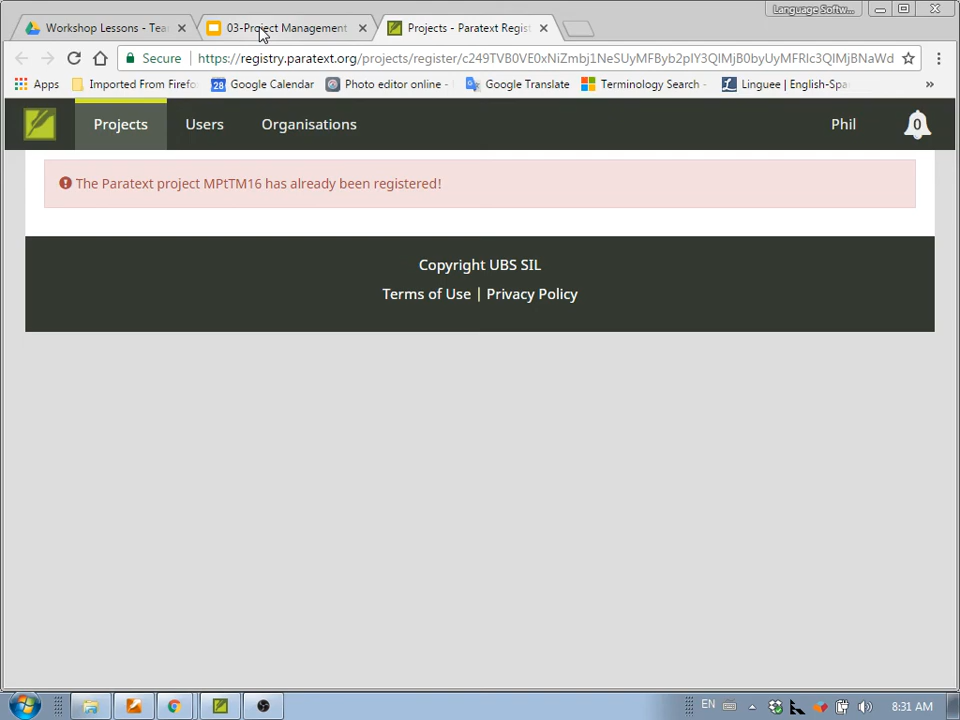 Language Softw...
Workshop Lessons - Tea
03-Project Management
Projects - Paratext Regist
Secure
https://registry.paratext.org/projects/register/c249TVB0VE0xNiZmbj1NeSUyMFByb2plY3QlMjB0byUyMFRlc3QlMjBNaWd
Apps
Imported From Firefo
28
Google Calendar
Photo editor online -
Google Translate
Terminology Search -
Linguee | English-Spa
»
Projects
Users
Organisations
Phil
0
The Paratext project MPtTM16 has already been registered!
Copyright UBS SIL
Terms of Use | Privacy Policy
EN
8:31 AM